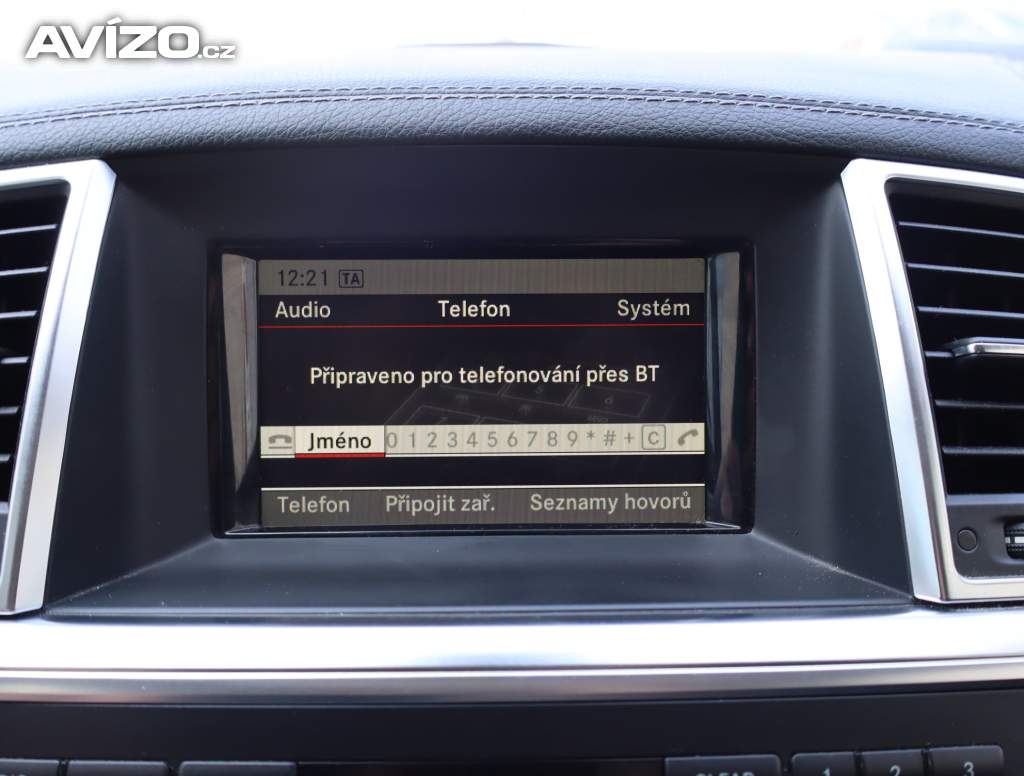 AVÍZO.cz
12:21 TA
Audio Telefon Systém
Připraveno pro telefonování přes BT
Jméno 0 1 2 3 4 5 6 7 8 9 * # + C
Telefon Připojit zař. Seznamy hovorů
CLEAR 1 2 3